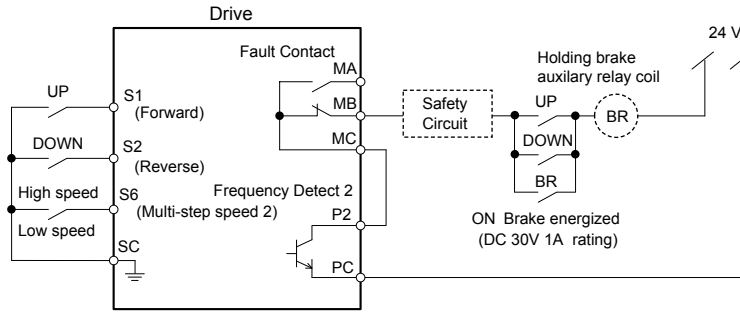 Drive
24 V
Fault Contact
MA
Holding brake
auxilary relay coil
UP
S1
(Forward)
MB
Safety
Circuit
UP
BR
DOWN
S2
(Reverse)
MC
DOWN
High speed
S6
Frequency Detect 2
BR
Low speed
(Multi-step speed 2)
P2
ON Brake energized
(DC 30V 1A rating)
SC
PC